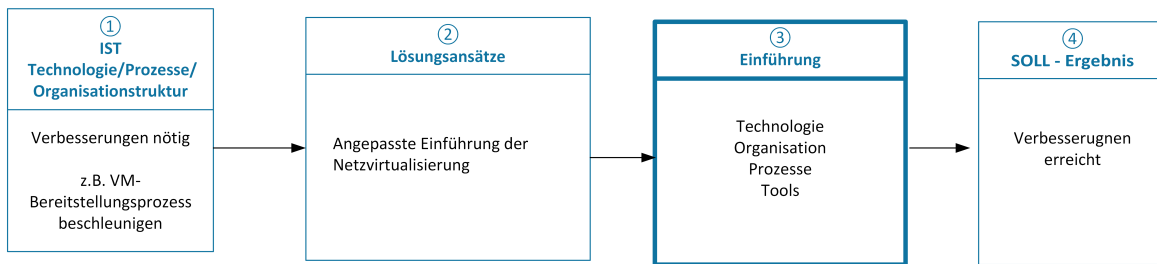 ①
IST
Technologie/Prozesse/
Organisationstruktur
Verbesserungen nötig
z.B. VM-
Bereitstellungsprozess
beschleunigen
②
Lösungsansätze
Angepasste Einführung der
Netzvirtualisierung
③
Einführung
Technologie
Organisation
Prozesse
Tools
④
SOLL - Ergebnis
Verbesserugnen
erreicht